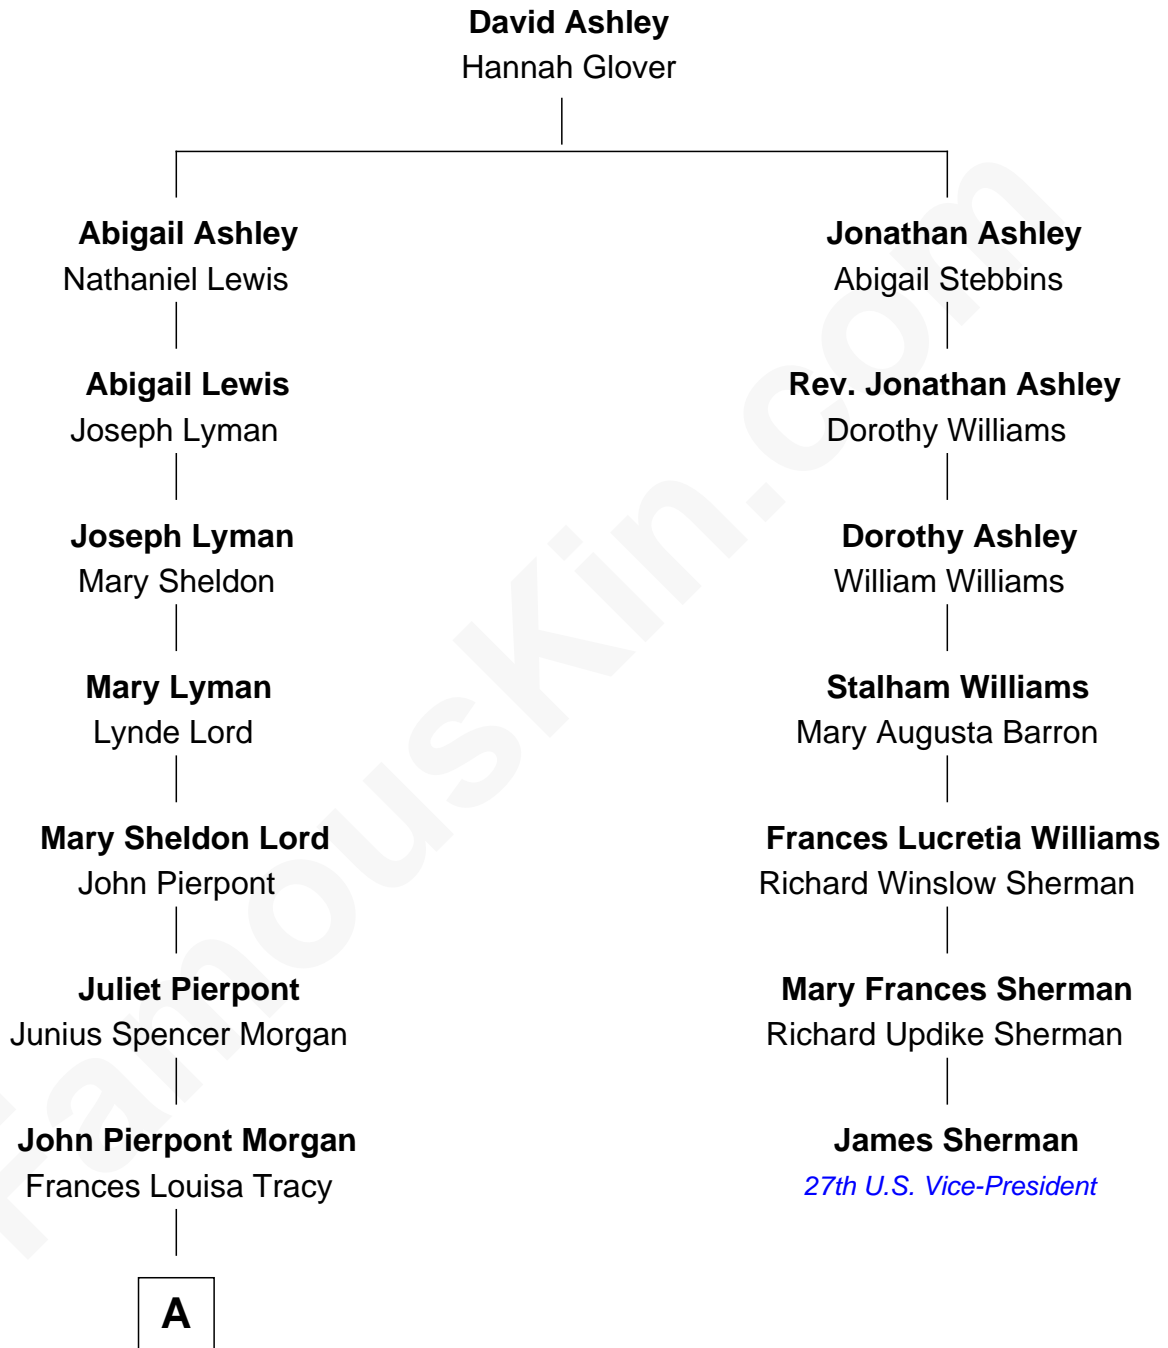 David Ashley
Hannah Glover
Abigail Ashley
Nathaniel Lewis
Jonathan Ashley
Abigail Stebbins
Abigail Lewis
Joseph Lyman
Rev. Jonathan Ashley
Dorothy Williams
Joseph Lyman
Mary Sheldon
Dorothy Ashley
William Williams
Mary Lyman
Lynde Lord
Stalham Williams
Mary Augusta Barron
Mary Sheldon Lord
John Pierpont
Frances Lucretia Williams
Richard Winslow Sherman
Juliet Pierpont
Junius Spencer Morgan
Mary Frances Sherman
Richard Updike Sherman
John Pierpont Morgan
Frances Louisa Tracy
James Sherman
27th U.S. Vice-President
A
FamousKin.com